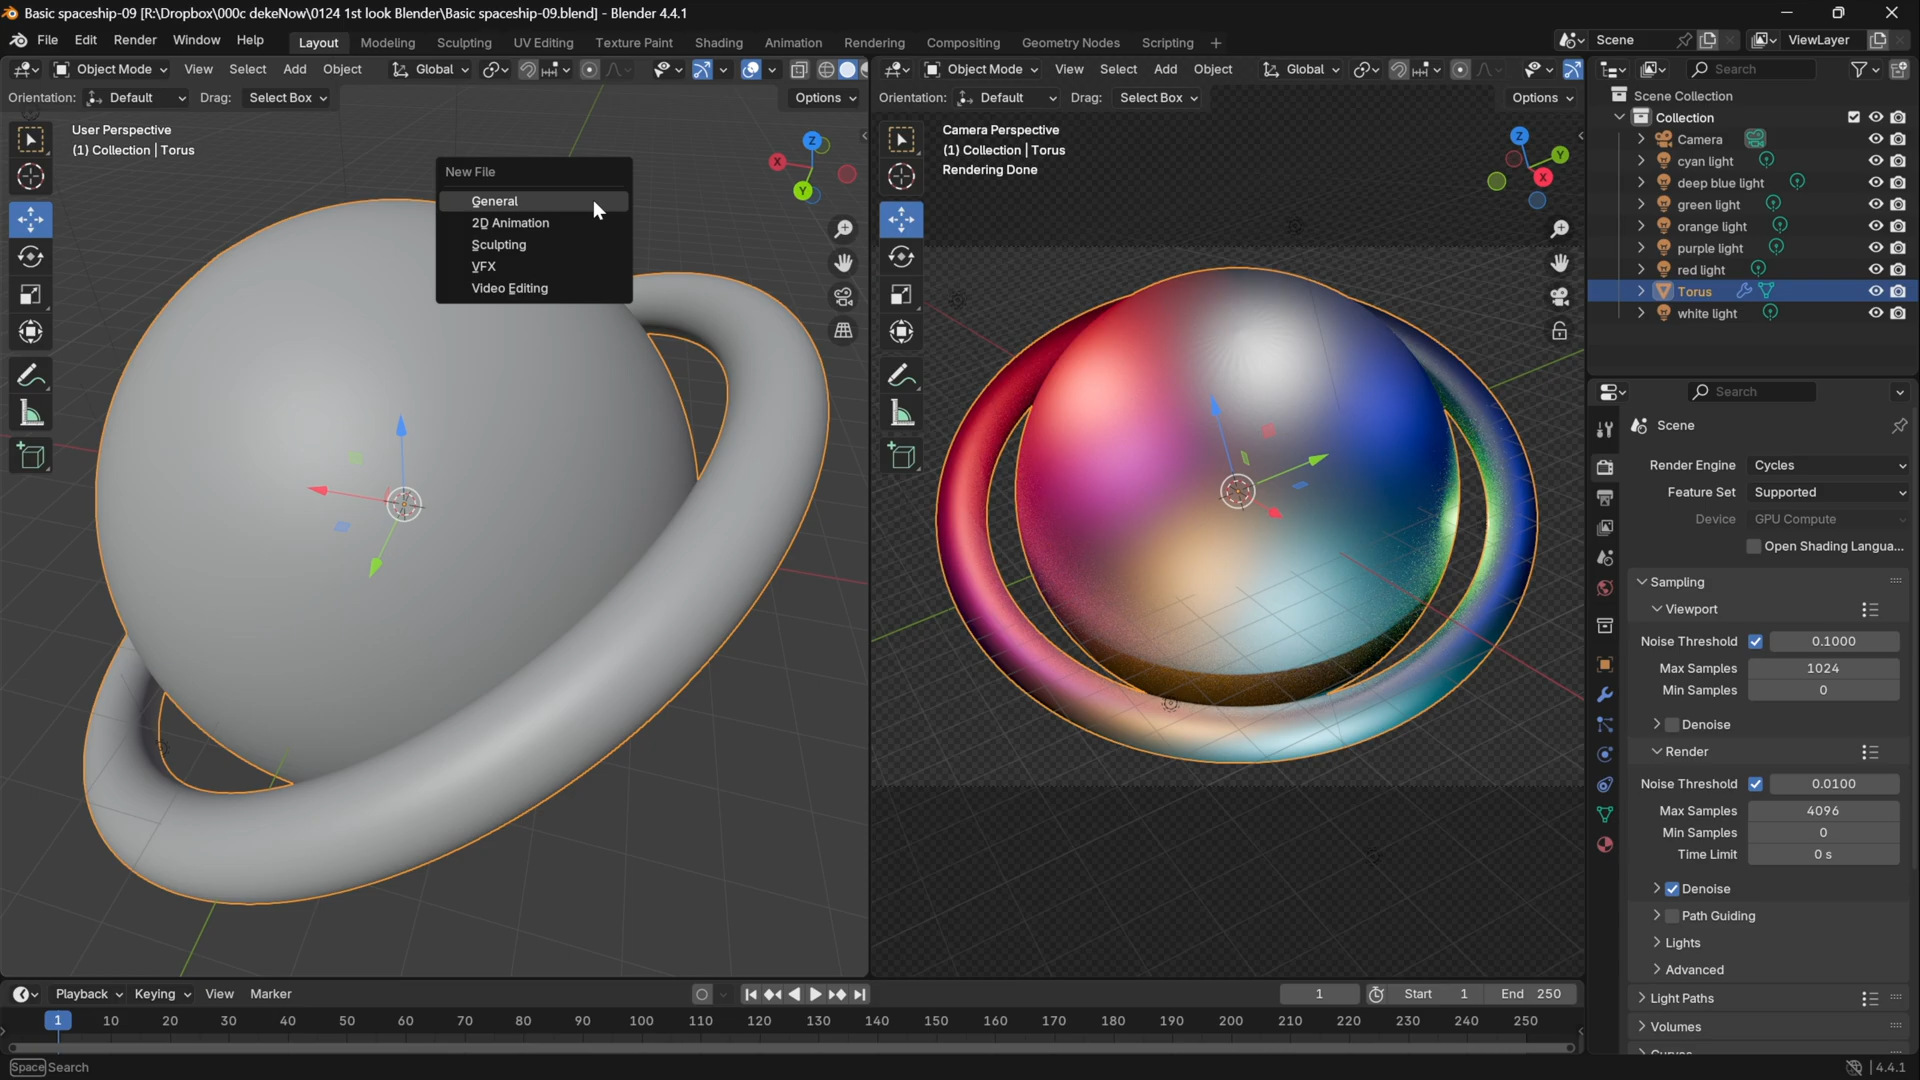 Basic spaceship-09 [R:\Dropbox\000c dekeNow\0124 1st look Blender\Basic spaceship-09.blend] - Blender 4.4.1
File Edit Render Window Help Layout Modeling Sculpting UV Editing Texture Paint Shading Animation Rendering Compositing Geometry Nodes Scripting + Scene ViewLayer
Object Mode View Select Add Object Global
Object Mode View Select Add Object Global
Search
Orientation: Default Drag: Select Box Options
Orientation: Default Drag: Select Box Options
User Perspective
(1) Collection | Torus
Z
X
Y
New File
General
2D Animation
Sculpting
VFX
Video Editing
Camera Perspective
(1) Collection | Torus
Rendering Done
Z
Y
X
Scene Collection
Collection
Camera
cyan light
deep blue light
green light
orange light
purple light
red light
Torus
white light
Search
Scene
Render Engine Cycles
Feature Set Supported
Device GPU Compute
Open Shading Langua...
Sampling
Viewport
Noise Threshold 0.1000
Max Samples 1024
Min Samples 0
Denoise
Render
Noise Threshold 0.0100
Max Samples 4096
Min Samples 0
Time Limit 0 s
Denoise
Path Guiding
Lights
Advanced
Light Paths
Volumes
Playback Keying View Marker 1 Start 1 End 250
1 10 20 30 40 50 60 70 80 90 100 110 120 130 140 150 160 170 180 190 200 210 220 230 240 250
Space Search
4.4.1